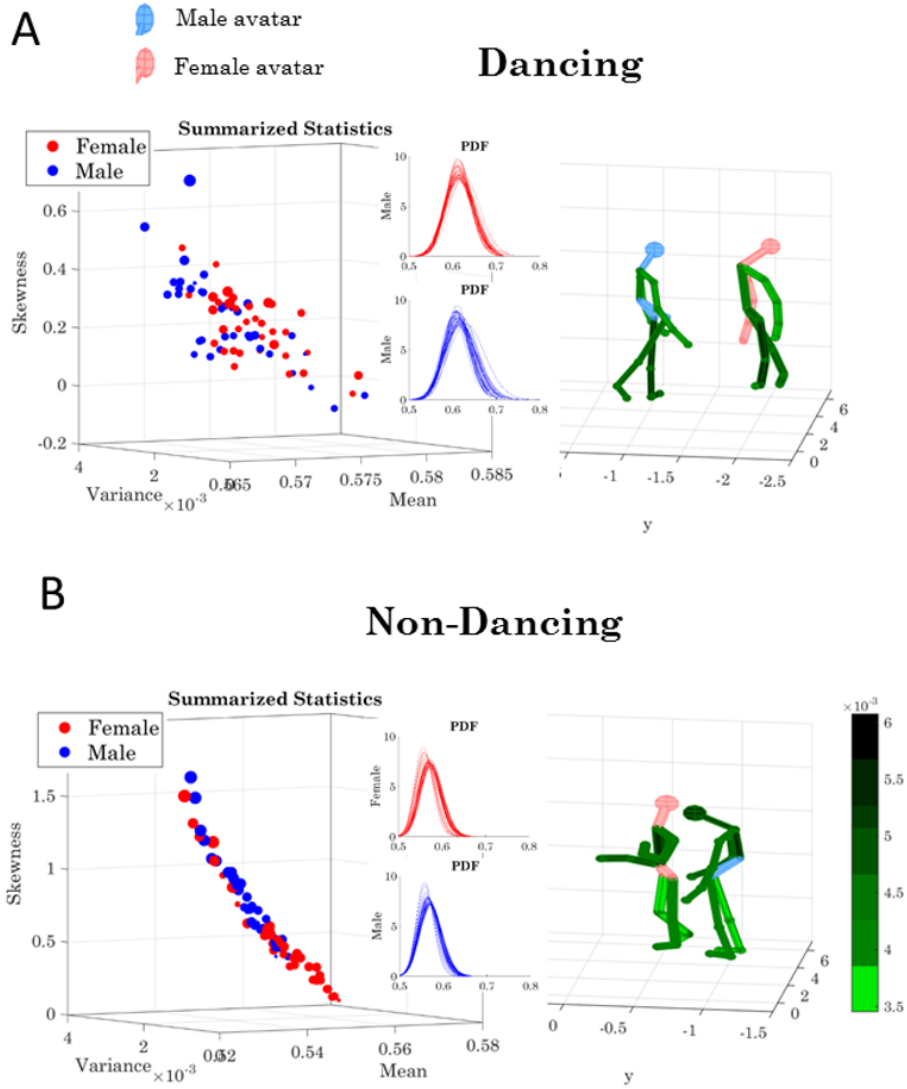 A
Male avatar
Female avatar
Dancing
Summarized Statistics
Female
Male
0.6
0.4
0.2
0
-0.2
Skewness
4
2
0.565
Variance
×10⁻³
0.57
0.575
0.58
0.585
Mean
PDF
10
5
0
Male
0.5
0.6
0.7
0.8
PDF
10
5
0
Male
0.5
0.6
0.7
0.8
-1
-1.5
-2
-2.5
0
2
4
6
y
B
Non-Dancing
Summarized Statistics
Female
Male
1.5
1
0.5
0
Skewness
4
2
0.52
Variance
×10⁻³
0.54
0.56
0.58
Mean
PDF
10
5
0
Female
0.5
0.6
0.7
0.8
PDF
10
5
0
Male
0.5
0.6
0.7
0.8
0
-0.5
-1
-1.5
0
2
4
6
y
×10⁻³
6
5.5
5
4.5
4
3.5